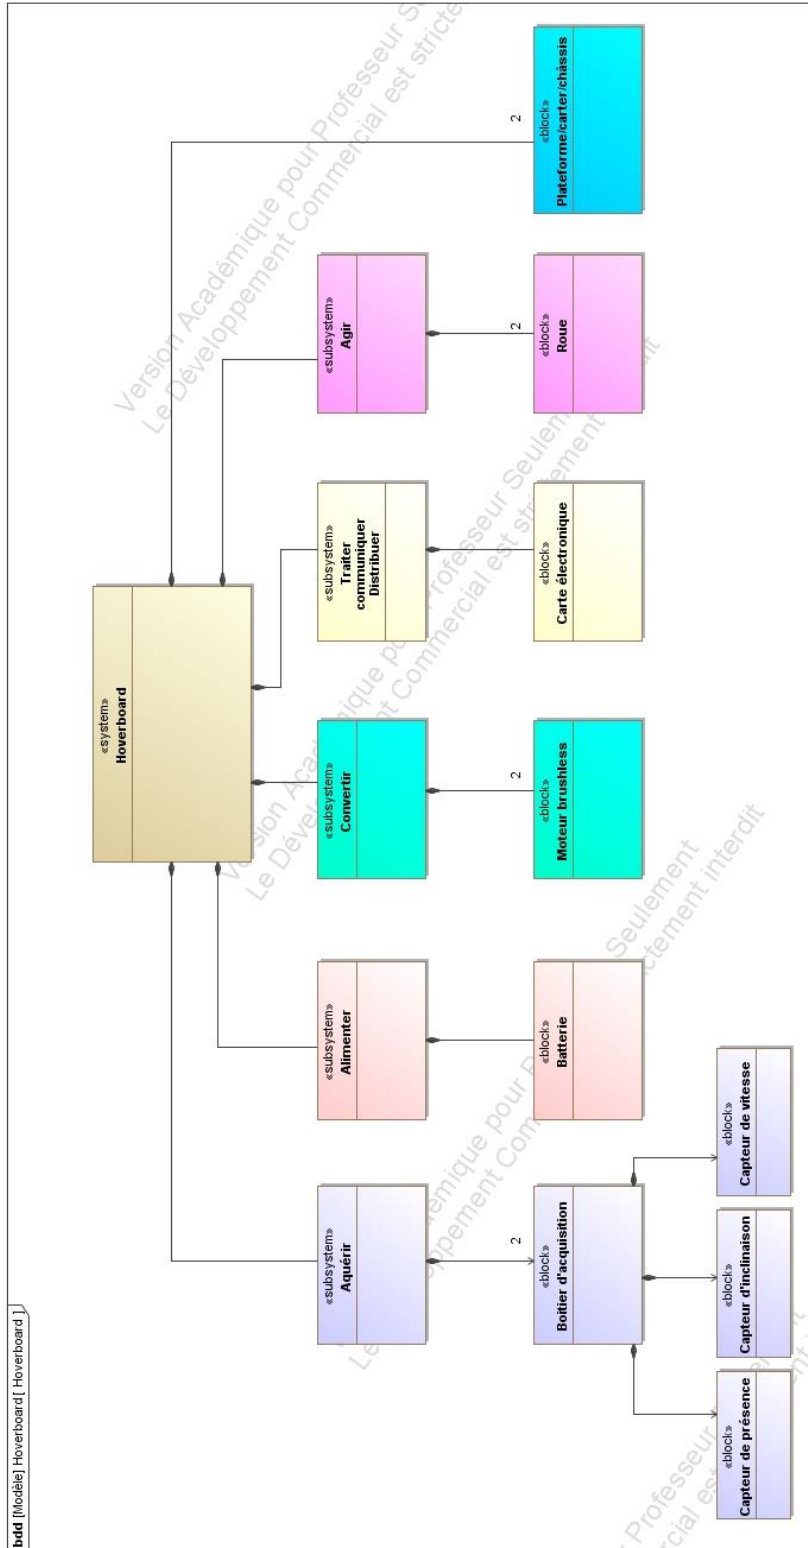 bdd [Modèle] Hoverboard [ Hoverboard ]
«system»
Hoverboard
«subsystem»
Aquérir
«subsystem»
Alimenter
«subsystem»
Convertir
«subsystem»
Traiter
communiquer
Distribuer
«subsystem»
Agir
2
«block»
Boitier d'acquisition
«block»
Batterie
2
«block»
Moteur brushless
«block»
Carte électronique
2
«block»
Roue
2
«block»
Plateforme/carter/châssis
«block»
Capteur de présence
«block»
Capteur d'inclinaison
«block»
Capteur de vitesse
Version Académique pour Professeur Seulement
Le Développement Commercial est strictement interdit